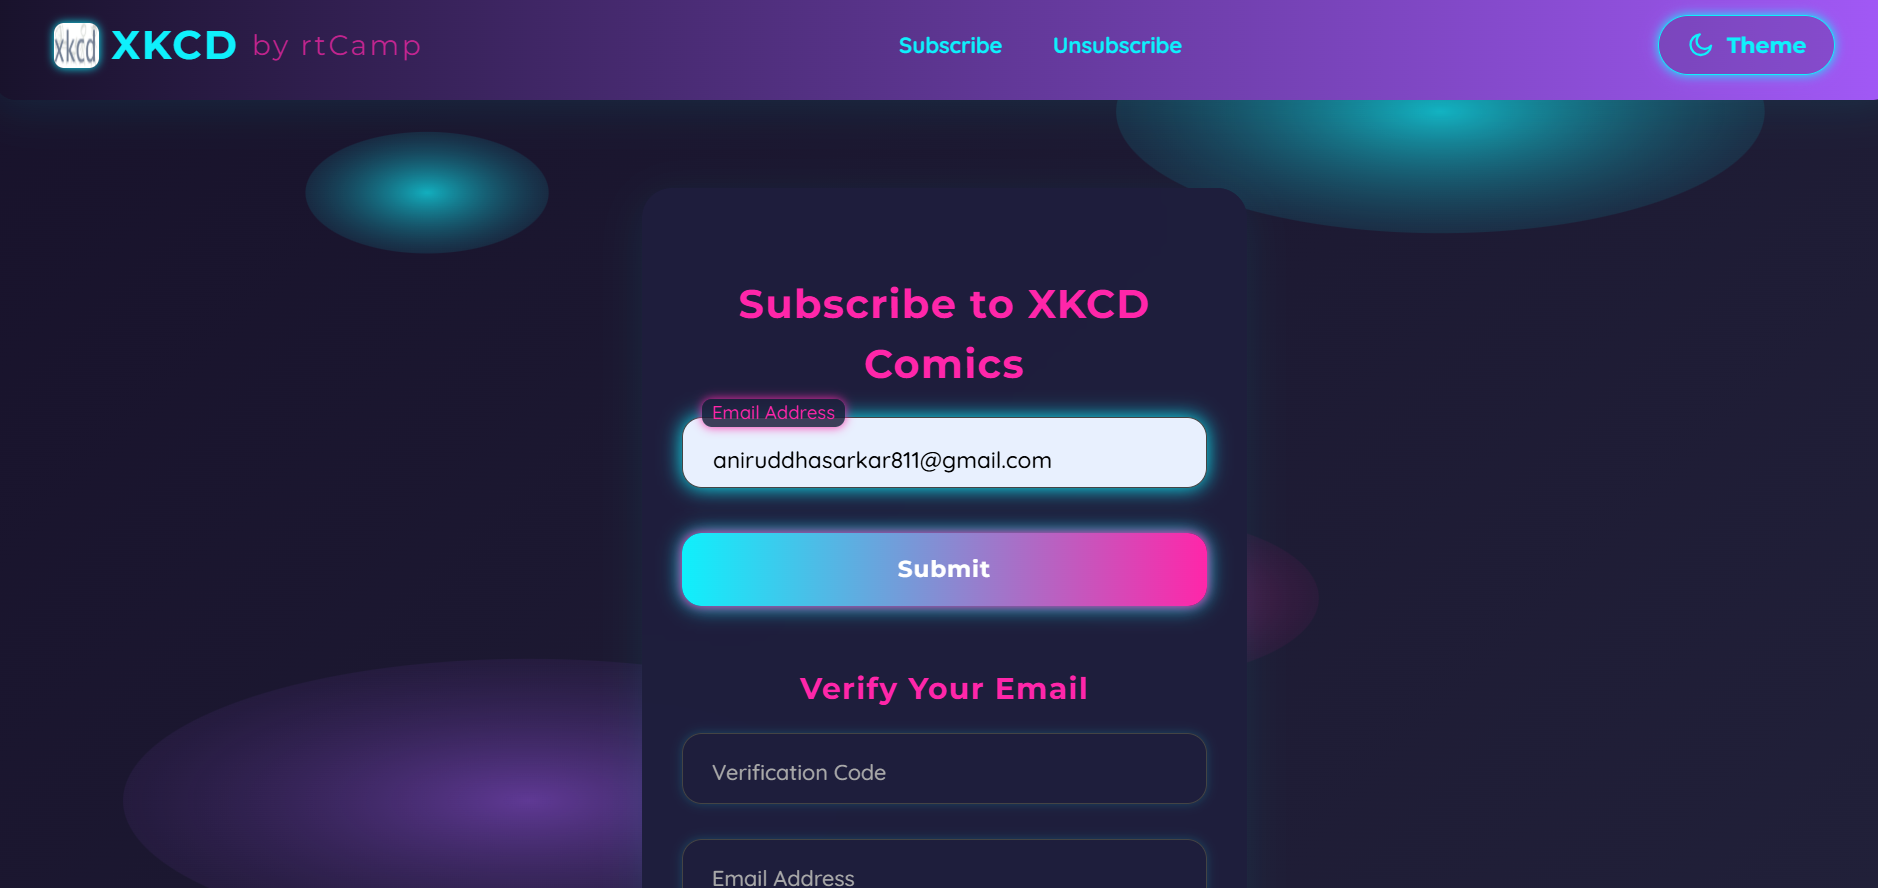 xkcd XKCD by rtCamp
Subscribe Unsubscribe
Theme
Subscribe to XKCD
Comics
Email Address
aniruddhasarkar811@gmail.com
Submit
Verify Your Email
Verification Code
Email Address